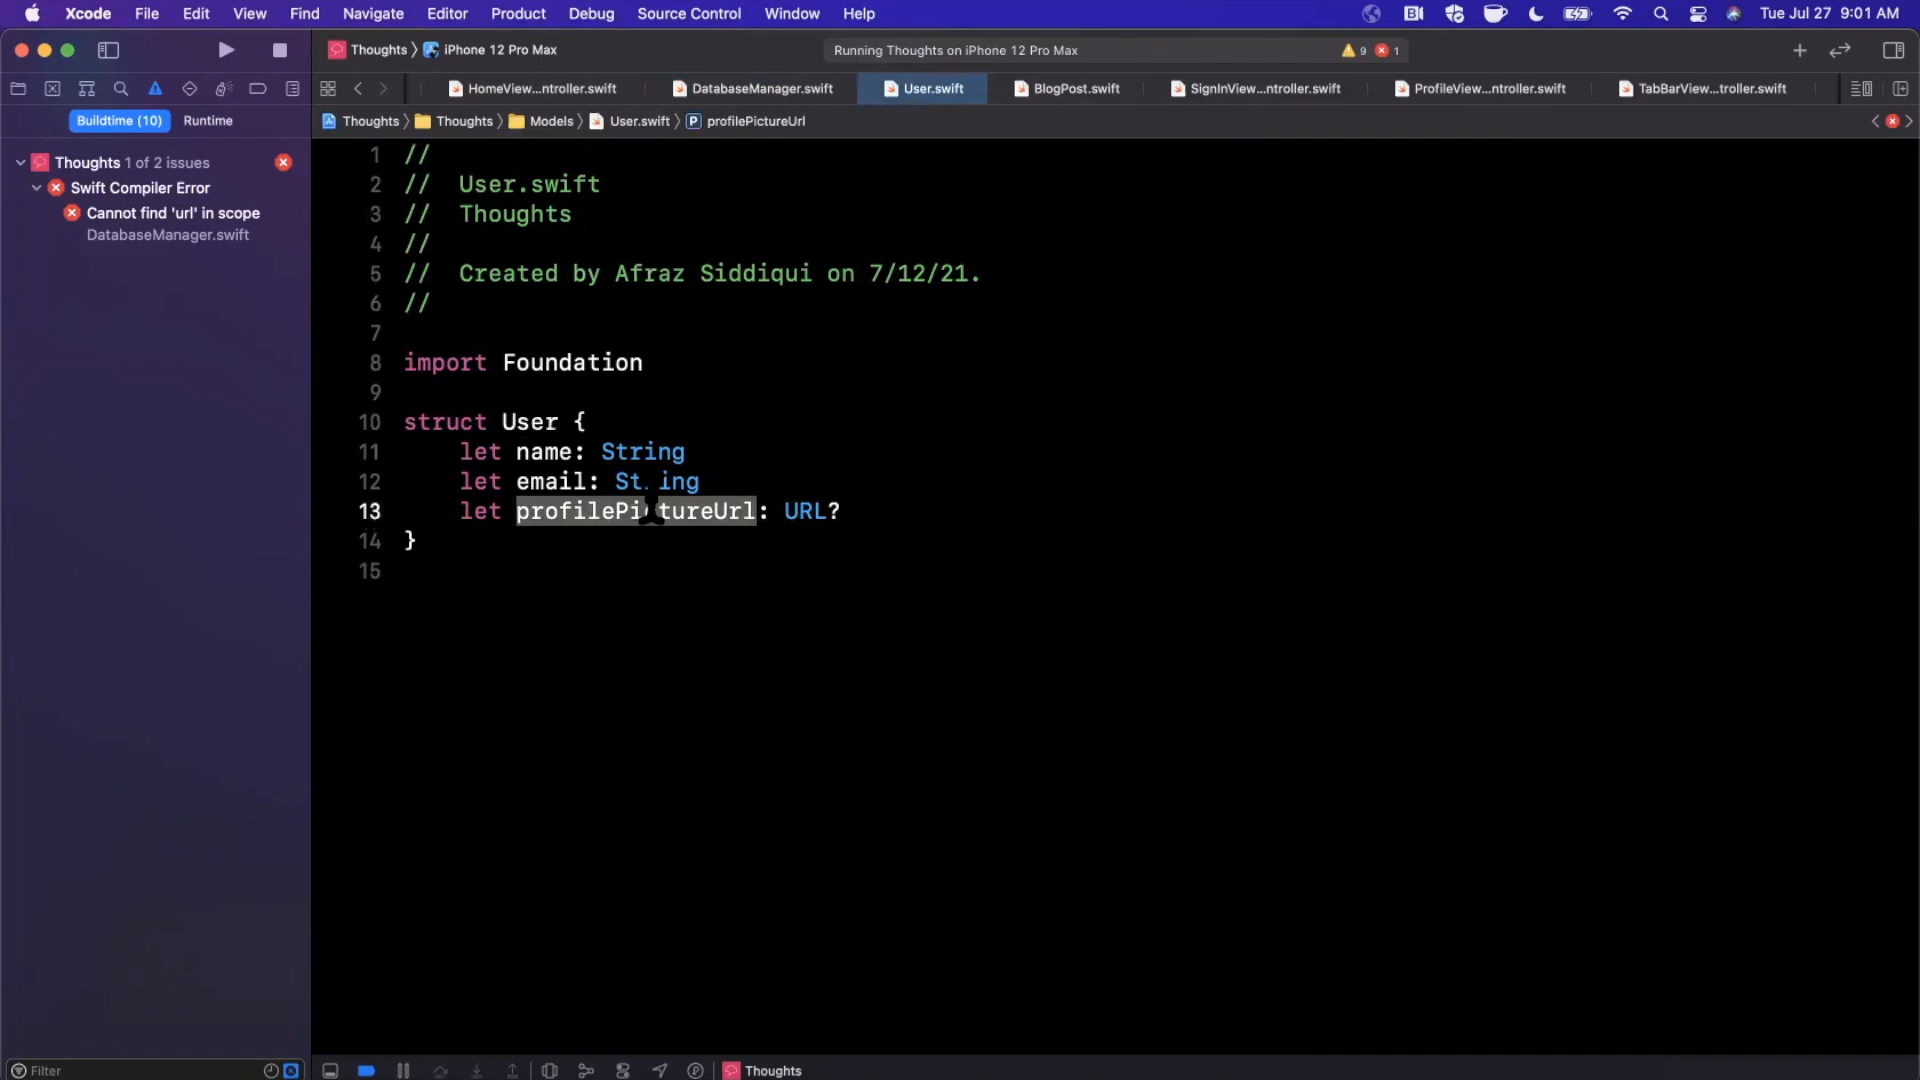 Xcode File Edit View Find Navigate Editor Product Debug Source Control Window Help Tue Jul 27 9:01 AM
Thoughts iPhone 12 Pro Max Running Thoughts on iPhone 12 Pro Max 9 1
HomeView...ntroller.swift DatabaseManager.swift User.swift BlogPost.swift SignInView...ntroller.swift ProfileView...ntroller.swift TabBarView...troller.swift
Buildtime (10) Runtime
Thoughts Thoughts Models User.swift P profilePictureUrl
Thoughts 1 of 2 issues
Swift Compiler Error
Cannot find 'url' in scope
DatabaseManager.swift
1 //
2 // User.swift
3 // Thoughts
4 //
5 // Created by Afraz Siddiqui on 7/12/21.
6 //
7
8 import Foundation
9
10 struct User {
11 let name: String
12 let email: String
13 let profilePictureUrl: URL?
14 }
15
Filter
Thoughts